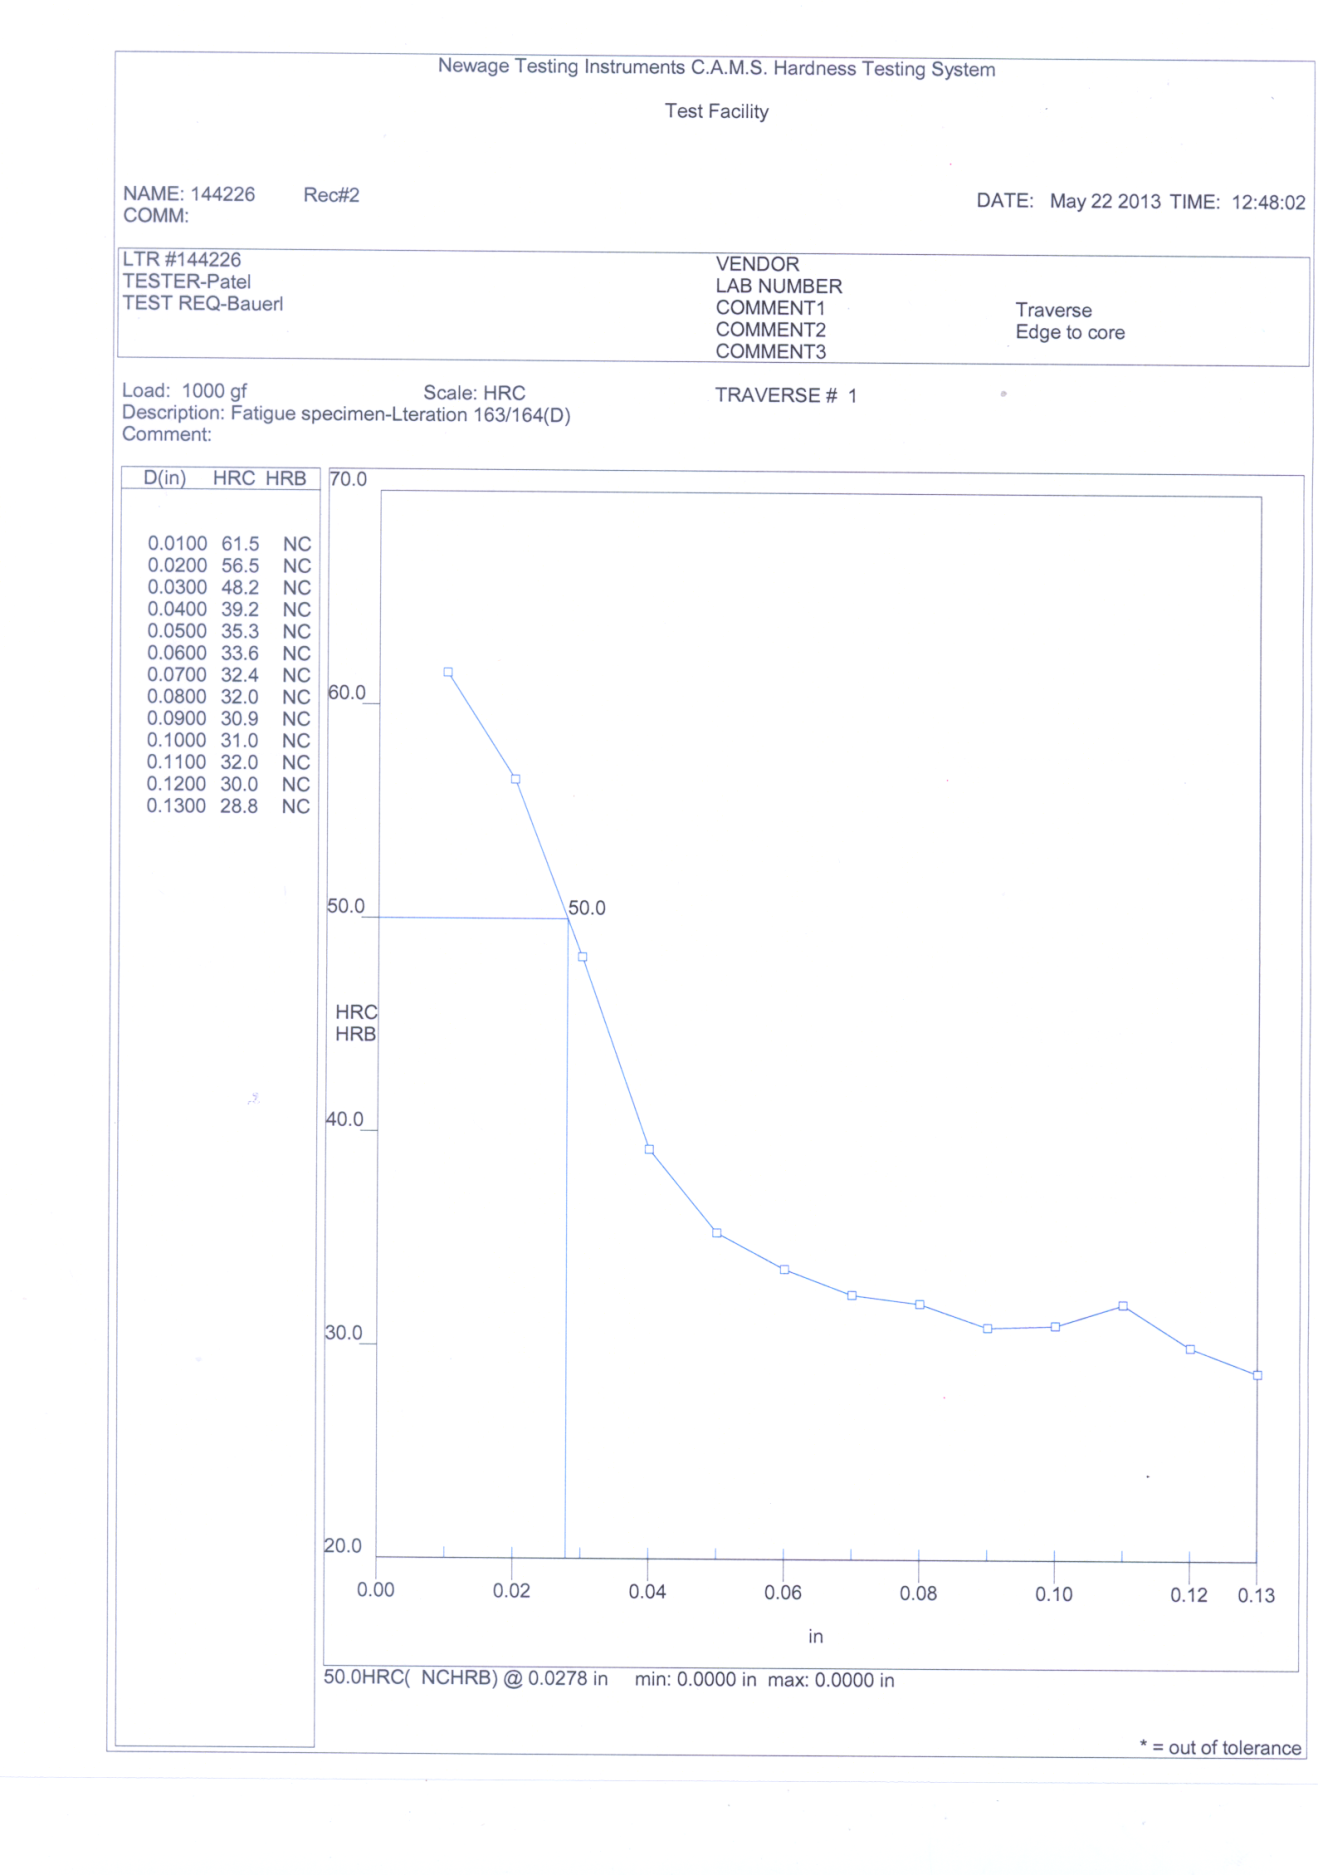 Newage Testing Instruments C.A.M.S. Hardness Testing System
Test Facility
NAME: 144226 Rec#2
DATE: May 22 2013 TIME: 12:48:02
COMM:
LTR #144226
TESTER-Patel
TEST REQ-Bauerl
VENDOR
LAB NUMBER
COMMENT1 Traverse
COMMENT2 Edge to core
COMMENT3
Load: 1000 gf Scale: HRC TRAVERSE # 1
Description: Fatigue specimen-Lteration 163/164(D)
Comment:
D(in) HRC HRB
0.0100 61.5 NC
0.0200 56.5 NC
0.0300 48.2 NC
0.0400 39.2 NC
0.0500 35.3 NC
0.0600 33.6 NC
0.0700 32.4 NC
0.0800 32.0 NC
0.0900 30.9 NC
0.1000 31.0 NC
0.1100 32.0 NC
0.1200 30.0 NC
0.1300 28.8 NC
70.0
60.0
50.0
50.0
HRC
HRB
40.0
30.0
20.0
0.00 0.02 0.04 0.06 0.08 0.10 0.12 0.13
in
50.0HRC( NCHRB) @ 0.0278 in min: 0.0000 in max: 0.0000 in
* = out of tolerance